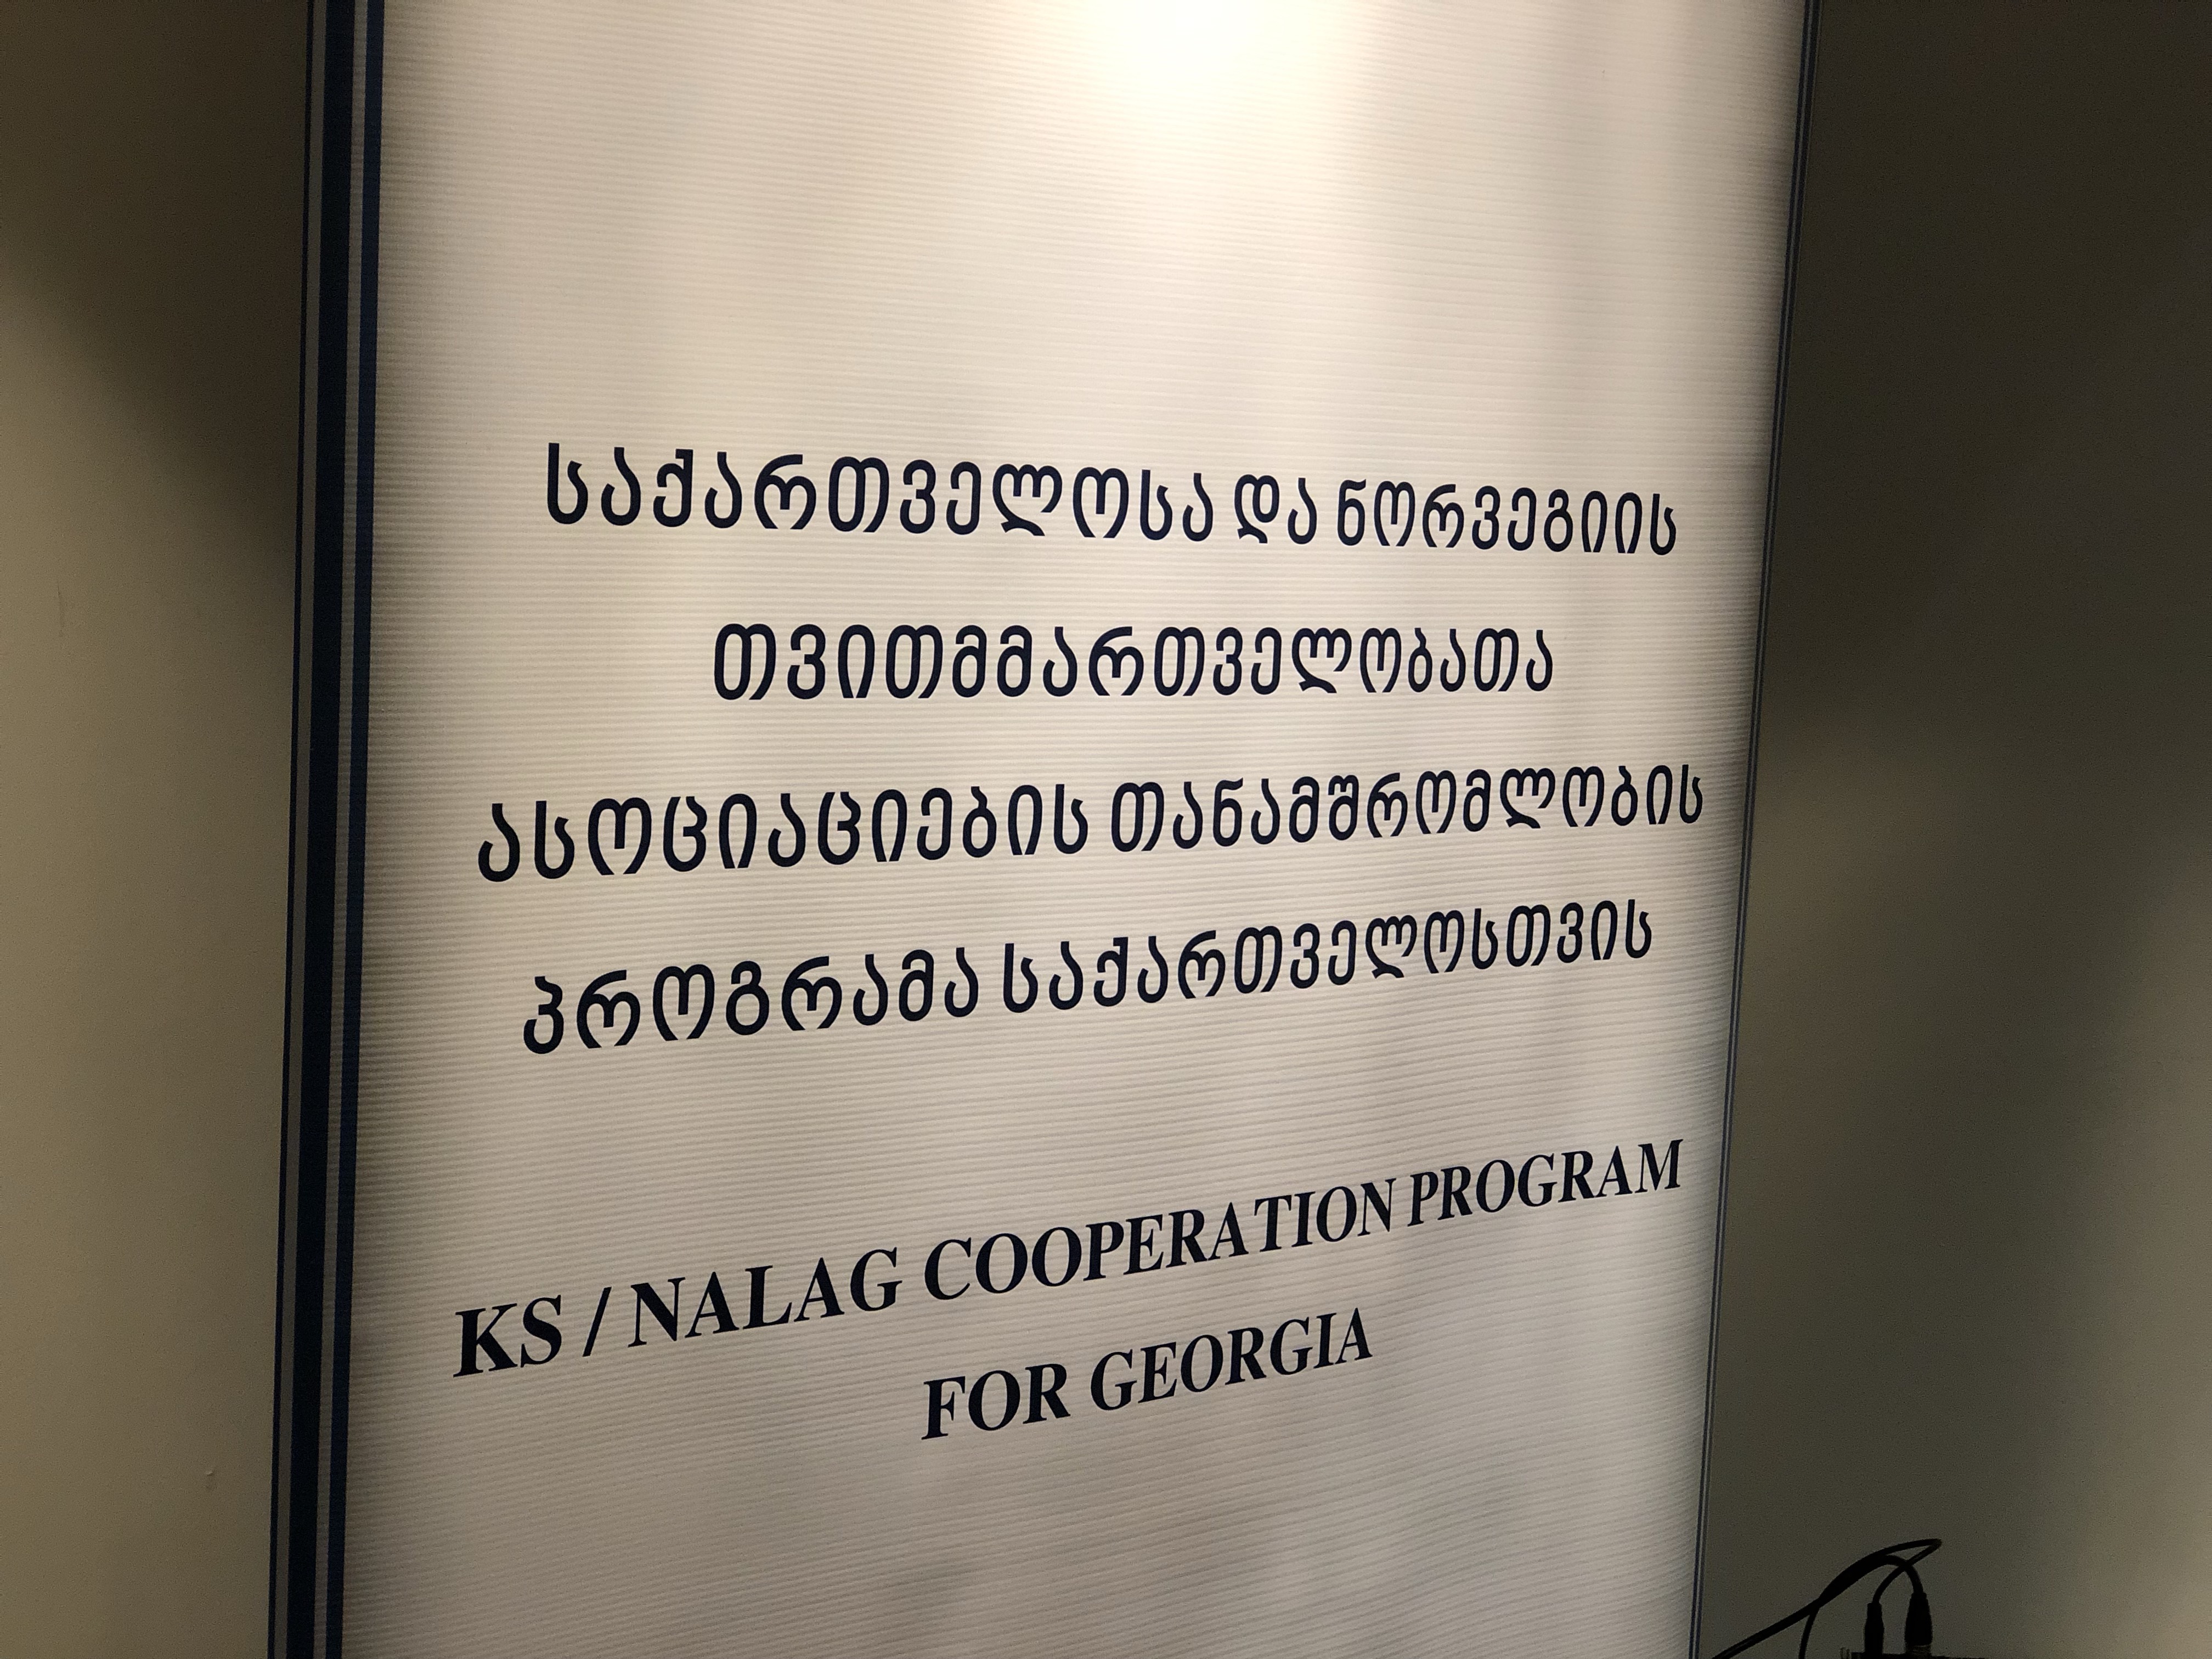 საქართველოსა და ნორვეგიის
თვითმმართველობათა
ასოციაციების თანამშრომლობის
პროგრამა საქართველოსთვის
KS / NALAG COOPERATION PROGRAM
FOR GEORGIA